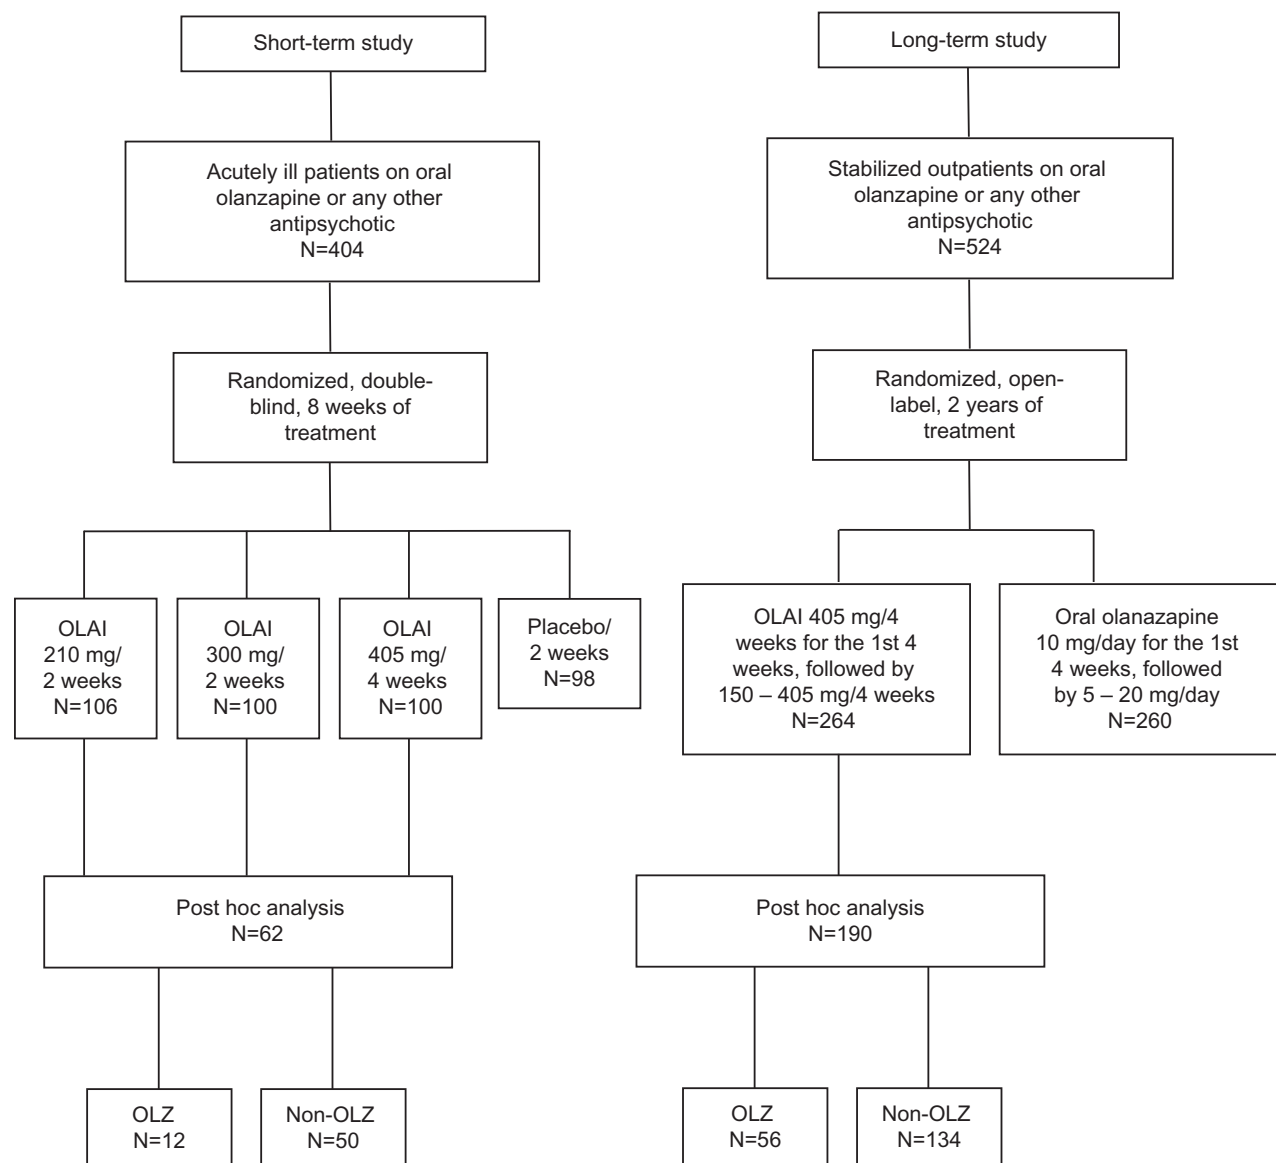 Short-term study
Acutely ill patients on oral
olanzapine or any other
antipsychotic
N=404
Randomized, double-
blind, 8 weeks of
treatment
OLAI
210 mg/
2 weeks
N=106
OLAI
300 mg/
2 weeks
N=100
OLAI
405 mg/
4 weeks
N=100
Placebo/
2 weeks
N=98
Post hoc analysis
N=62
OLZ
N=12
Non-OLZ
N=50
Long-term study
Stabilized outpatients on oral
olanzapine or any other
antipsychotic
N=524
Randomized, open-
label, 2 years of
treatment
OLAI 405 mg/4
weeks for the 1st 4
weeks, followed by
150 – 405 mg/4 weeks
N=264
Oral olanazapine
10 mg/day for the 1st
4 weeks, followed
by 5 – 20 mg/day
N=260
Post hoc analysis
N=190
OLZ
N=56
Non-OLZ
N=134